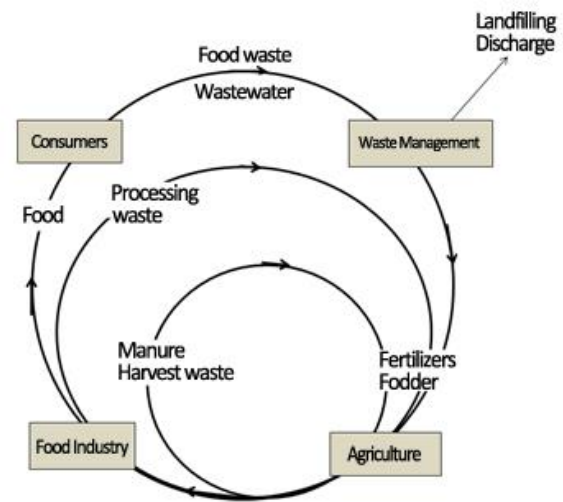 Landfilling
Discharge
Food waste
Wastewater
Consumers
Waste Management
Processing
waste
Food
Manure
Harvest waste
Fertilizers
Fodder
Food Industry
Agriculture